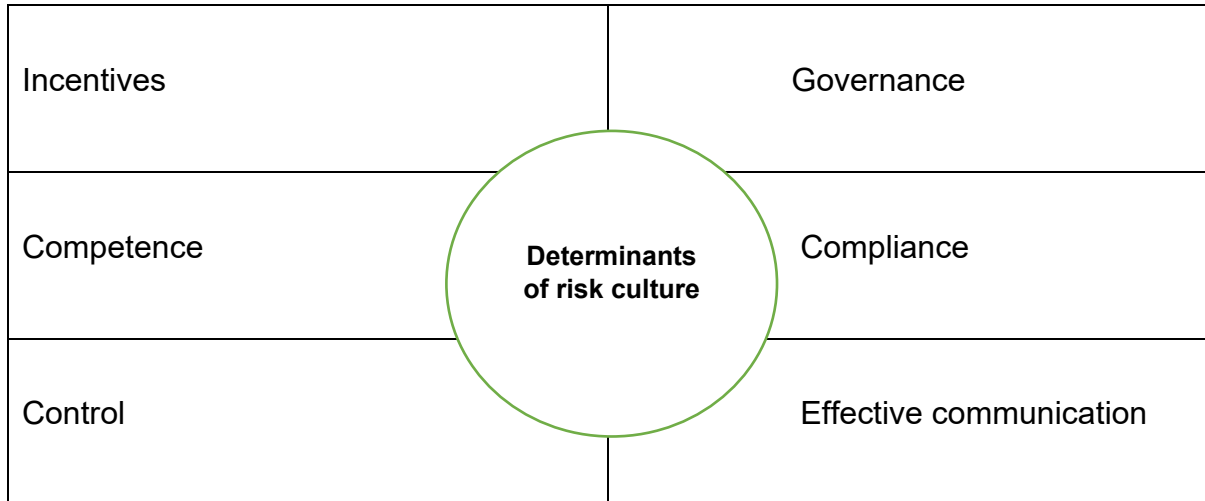 Incentives
Governance
Competence
Determinants
of risk culture
Compliance
Control
Effective communication